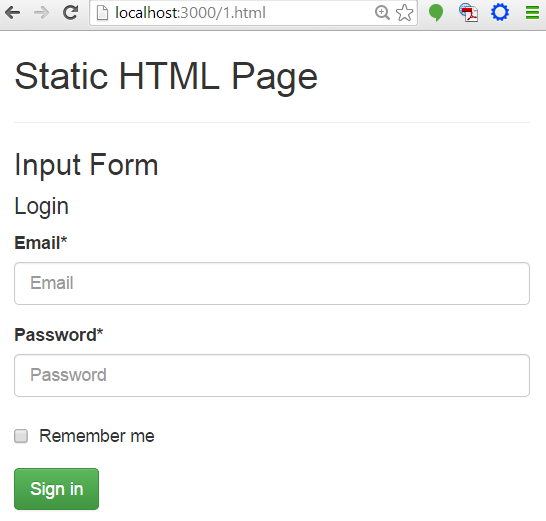 localhost:3000/1.html
Static HTML Page
Input Form
Login
Email*
Email
Password*
Password
Remember me
Sign in